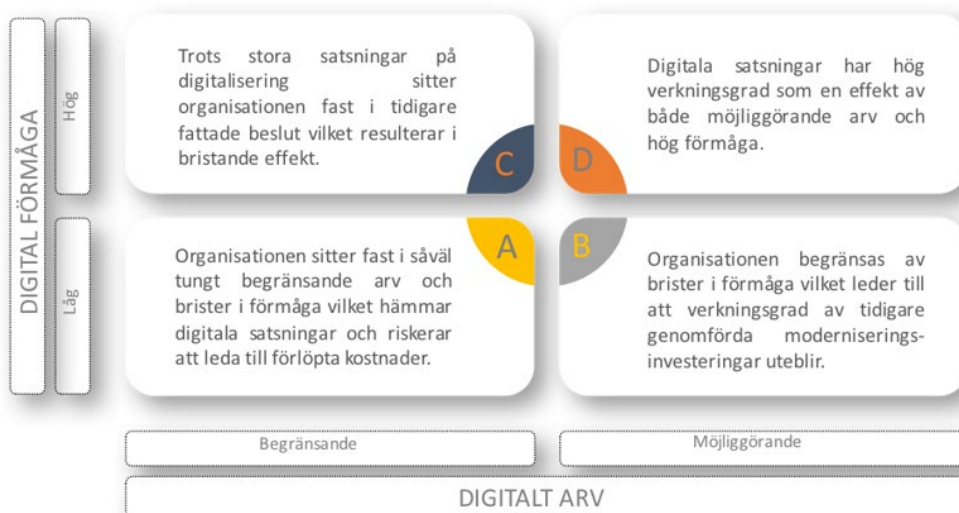 DIGITAL FÖRMÅGA
Hög
Trots stora satsningar på
digitalisering sitter
organisationen fast i tidigare
fattade beslut vilket resulterar i
bristande effekt.
C
Digitala satsningar har hög
verkningsgrad som en effekt av
både möjliggörande arv och
hög förmåga.
D
Låg
Organisationen sitter fast i såväl
tungt begränsande arv och
brister i förmåga vilket hämmar
digitala satsningar och riskerar
att leda till förlöpta kostnader.
A
Organisationen begränsas av
brister i förmåga vilket leder till
att verkningsgrad av tidigare
genomförda moderniserings-
investeringar uteblir.
B
Begränsande
Möjliggörande
DIGITALT ARV